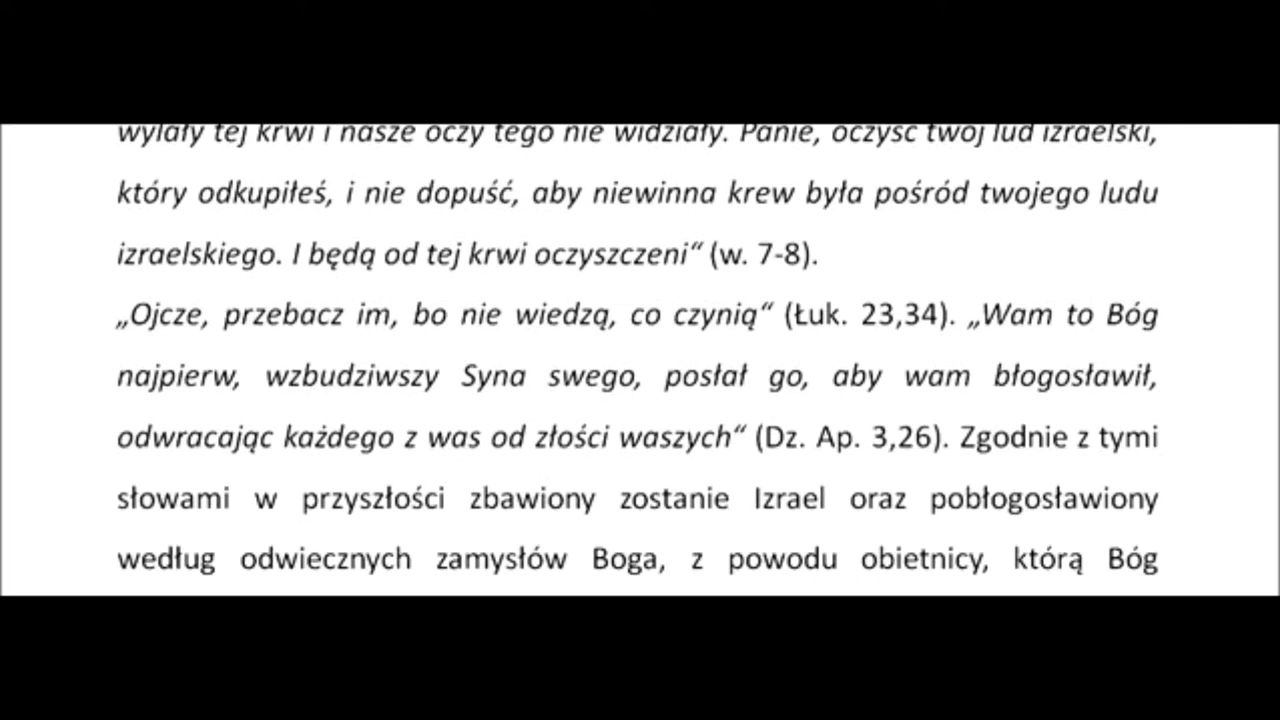 wylały tej krwi i nasze oczy tego nie widziały. Panie, oczyść twój lud izraelski,
który odkupiłeś, i nie dopuść, aby niewinna krew była pośród twojego ludu
izraelskiego. I będą od tej krwi oczyszczeni“ (w. 7-8).
„Ojcze, przebacz im, bo nie wiedzą, co czynią“ (Łuk. 23,34). „Wam to Bóg
najpierw, wzbudziwszy Syna swego, posłał go, aby wam błogosławił,
odwracając każdego z was od złości waszych“ (Dz. Ap. 3,26). Zgodnie z tymi
słowami w przyszłości zbawiony zostanie Izrael oraz pobłogosławiony
według odwiecznych zamysłów Boga, z powodu obietnicy, którą Bóg